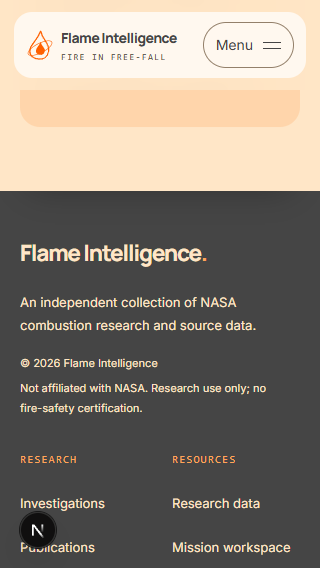 Flame Intelligence
FIRE IN FREE-FALL
Menu
Flame Intelligence.
An independent collection of NASA
combustion research and source data.
© 2026 Flame Intelligence
Not affiliated with NASA. Research use only; no
fire-safety certification.
RESEARCH
RESOURCES
Investigations
Research data
N
Publications
Mission workspace